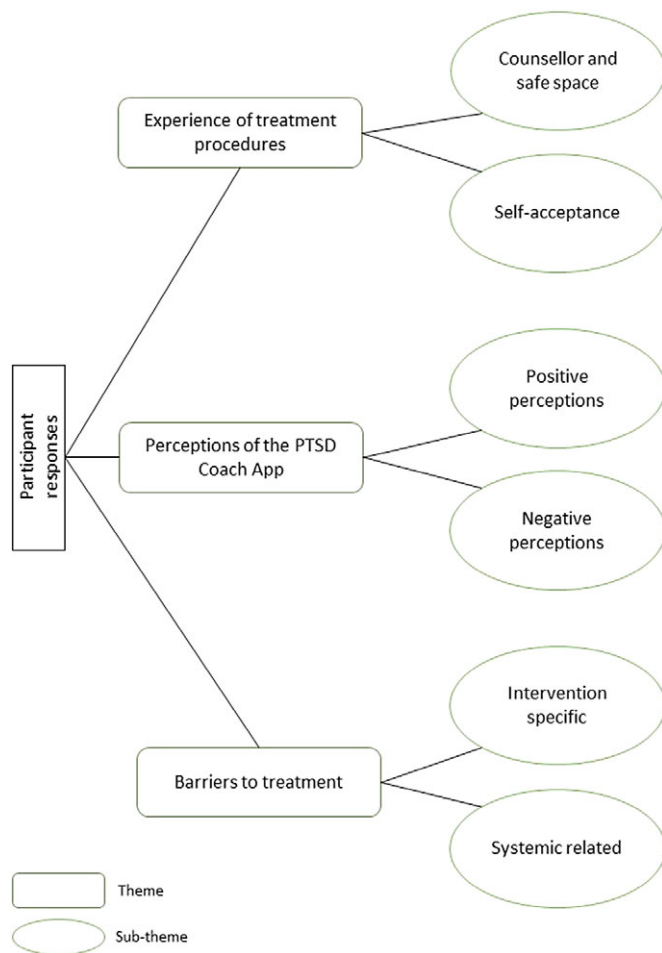 Counsellor and
safe space
Experience of treatment
procedures
Self-acceptance
Participant
responses
Positive
perceptions
Perceptions of the PTSD
Coach App
Negative
perceptions
Intervention
specific
Barriers to treatment
Systemic related
Theme
Sub-theme